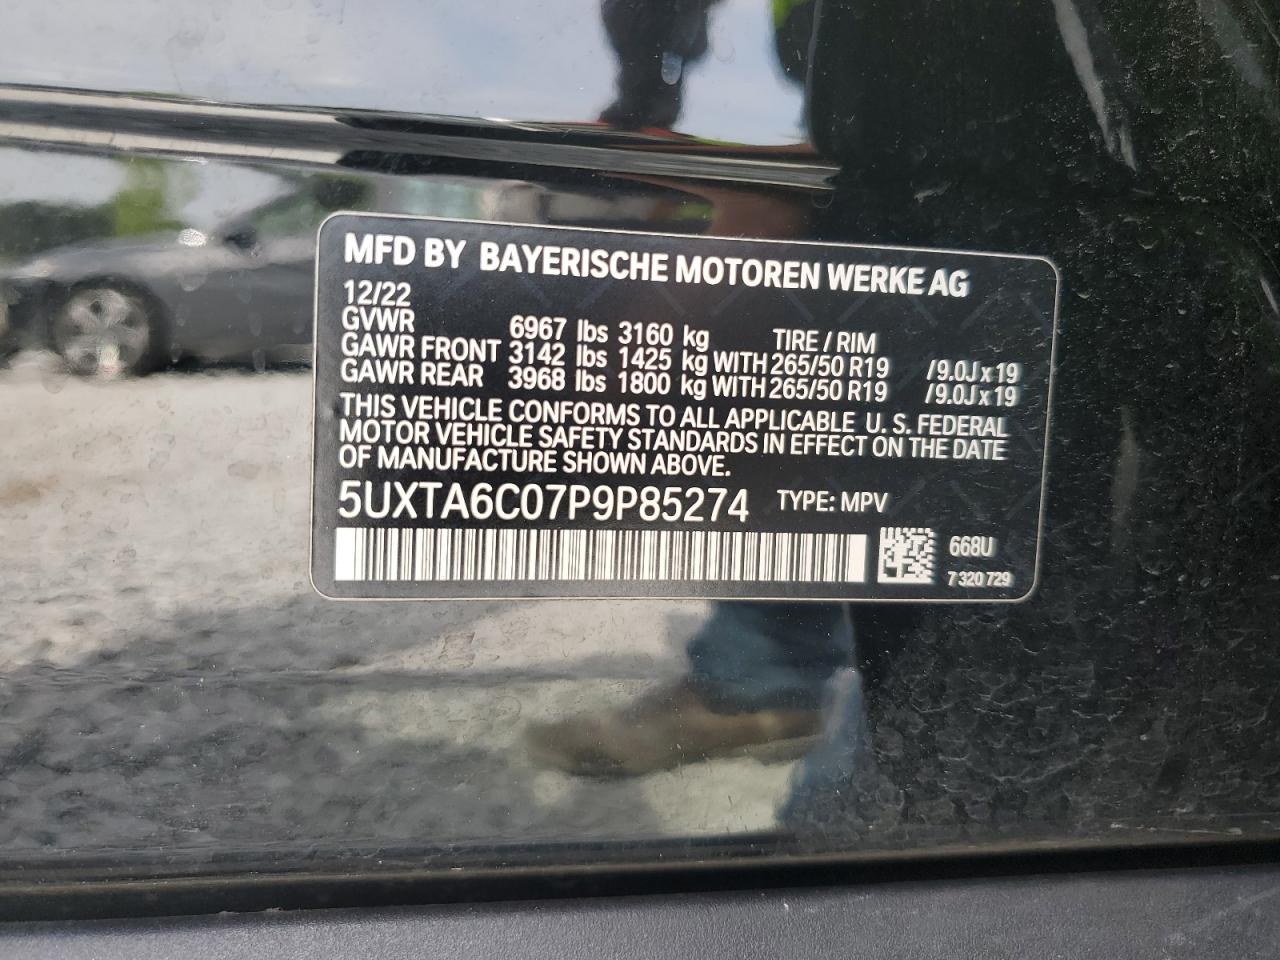 MFD BY BAYERISCHE MOTOREN WERKE AG
12/22
GVWR 6967 lbs 3160 kg TIRE / RIM
GAWR FRONT 3142 lbs 1425 kg WITH 265/50 R19 /9.0J x 19
GAWR REAR 3968 lbs 1800 kg WITH 265/50 R19 /9.0J x 19
THIS VEHICLE CONFORMS TO ALL APPLICABLE U. S. FEDERAL
MOTOR VEHICLE SAFETY STANDARDS IN EFFECT ON THE DATE
OF MANUFACTURE SHOWN ABOVE.
5UXTA6C07P9P85274 TYPE: MPV
668U
7 320 729